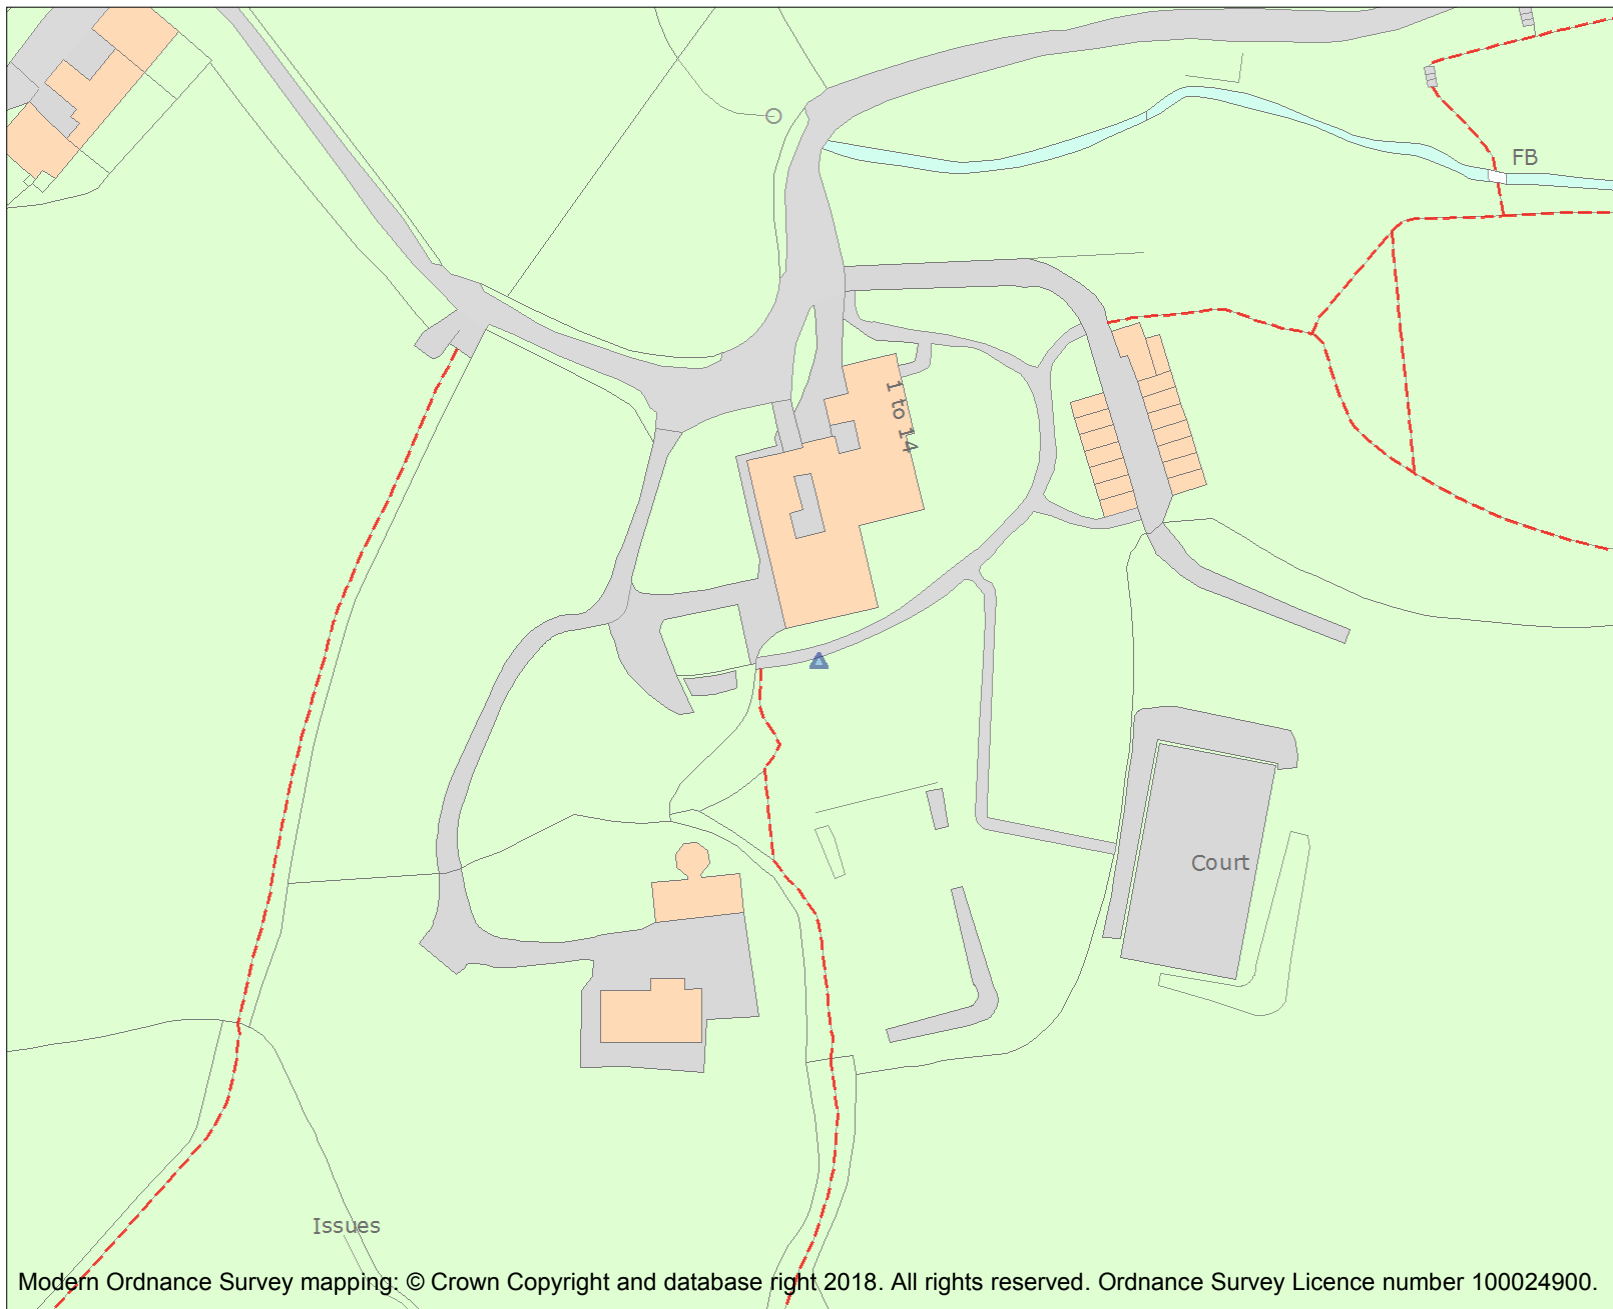 FB
1 to 14
Court
Issues
Modern Ordnance Survey mapping: © Crown Copyright and database right 2018. All rights reserved. Ordnance Survey Licence number 100024900.